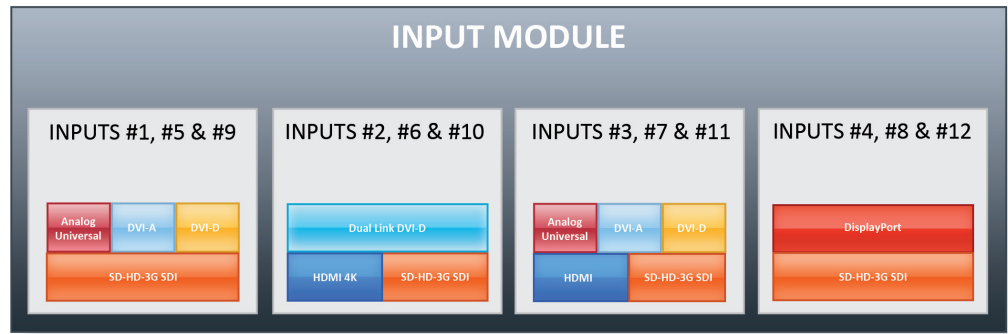 INPUT MODULE
INPUTS #1, #5 & #9
Analog
Universal
DVI-A
DVI-D
SD-HD-3G SDI
INPUTS #2, #6 & #10
Dual Link DVI-D
HDMI 4K
SD-HD-3G SDI
INPUTS #3, #7 & #11
Analog
Universal
DVI-A
DVI-D
HDMI
SD-HD-3G SDI
INPUTS #4, #8 & #12
DisplayPort
SD-HD-3G SDI